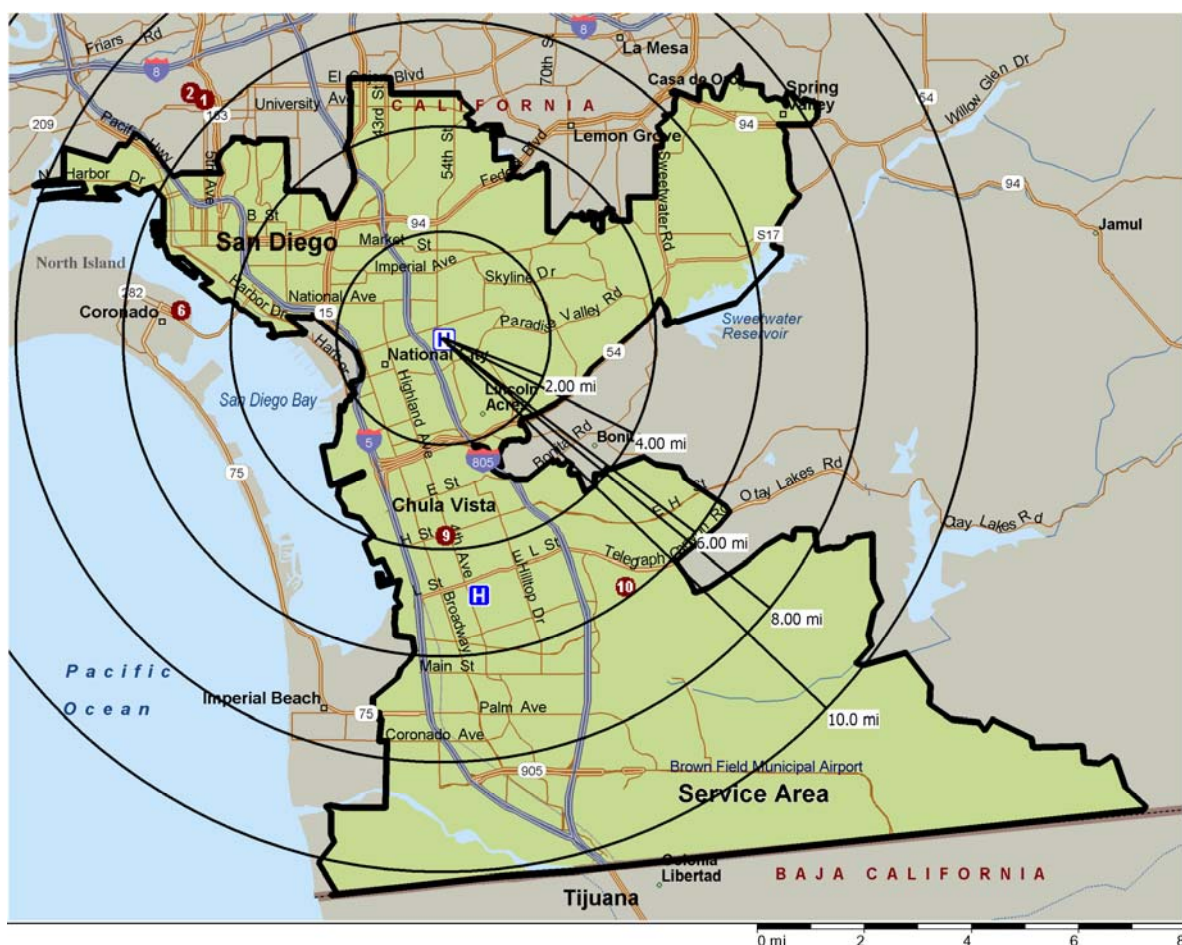 Friars Rd
8
8
La Mesa
70th St
El Cajon Blvd
Casa de Oro
Spring
Valley
Willow Glen Dr
54
2
1
163
University Ave
43rd St
CALIFORNIA
209
Pacific Hwy
5th Ave
54th St
Federal Blvd
Lemon Grove
94
N Harbor Dr
Sweetwater Rd
94
Jamul
B St
94
S17
San Diego
Market St
Imperial Ave
North Island
Skyline Dr
282
National Ave
Harbor Dr
15
Paradise Valley Rd
6
Coronado
Sweetwater
Reservoir
H
Harbor
National City
54
2.00 mi
Highland Ave
Lincoln
Acres
San Diego Bay
4.00 mi
Bonita Rd
5
805
75
E St
Otay Lakes Rd
Chula Vista
E H St
Otay Lakes Rd
H St
9
4th Ave
6.00 mi
E L St
Telegraph Canyon Rd
L St
10
H
Hilltop Dr
Broadway
8.00 mi
Main St
Pacific
Ocean
Imperial Beach
75
Palm Ave
10.0 mi
Coronado Ave
905
Brown Field Municipal Airport
Service Area
Colonia
Libertad
BAJA CALIFORNIA
Tijuana
0 mi 2 4 6 8